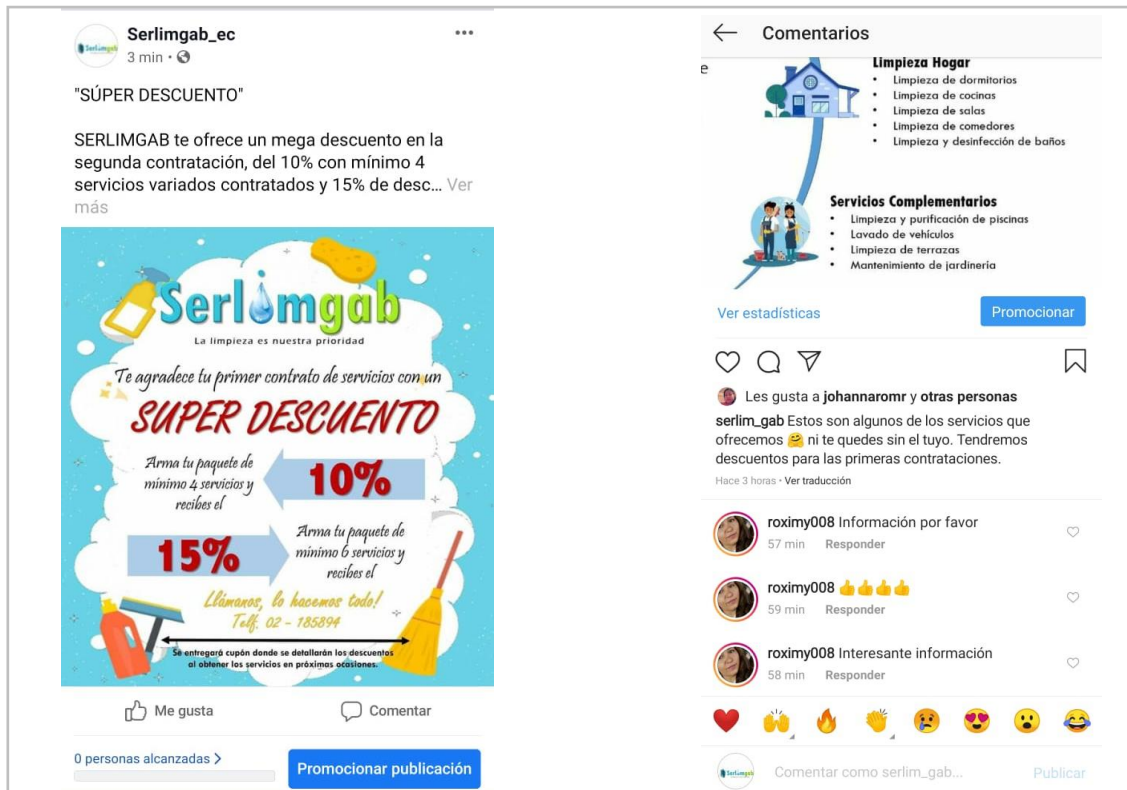 Serlimgab_ec
3 min
"SÚPER DESCUENTO"
SERLIMGAB te ofrece un mega descuento en la
segunda contratación, del 10% con mínimo 4
servicios variados contratados y 15% de desc... Ver
más
Serlimgab
La limpieza es nuestra prioridad
Te agradece tu primer contrato de servicios con un
SUPER DESCUENTO
Arma tu paquete de
mínimo 4 servicios y
recibes el
10%
15%
Arma tu paquete de
mínimo 6 servicios y
recibes el
Llámanos, lo hacemos todo!
Telf. 02 - 185894
Se entregará cupón donde se detallarán los descuentos
al obtener los servicios en próximas ocasiones.
Me gusta
Comentar
0 personas alcanzadas
Promocionar publicación
Comentarios
e
Limpieza Hogar
• Limpieza de dormitorios
• Limpieza de cocinas
• Limpieza de salas
• Limpieza de comedores
• Limpieza y desinfección de baños
Servicios Complementarios
• Limpieza y purificación de piscinas
• Lavado de vehículos
• Limpieza de terrazas
• Mantenimiento de jardinería
Ver estadísticas
Promocionar
Les gusta a johannaromr y otras personas
serlim_gab Estos son algunos de los servicios que
ofrecemos 🤗 ni te quedes sin el tuyo. Tendremos
descuentos para las primeras contrataciones.
Hace 3 horas · Ver traducción
roximy008 Información por favor
57 min Responder
roximy008 👍👍👍👍
59 min Responder
roximy008 Interesante información
58 min Responder
Comentar como serlim_gab...
Publicar